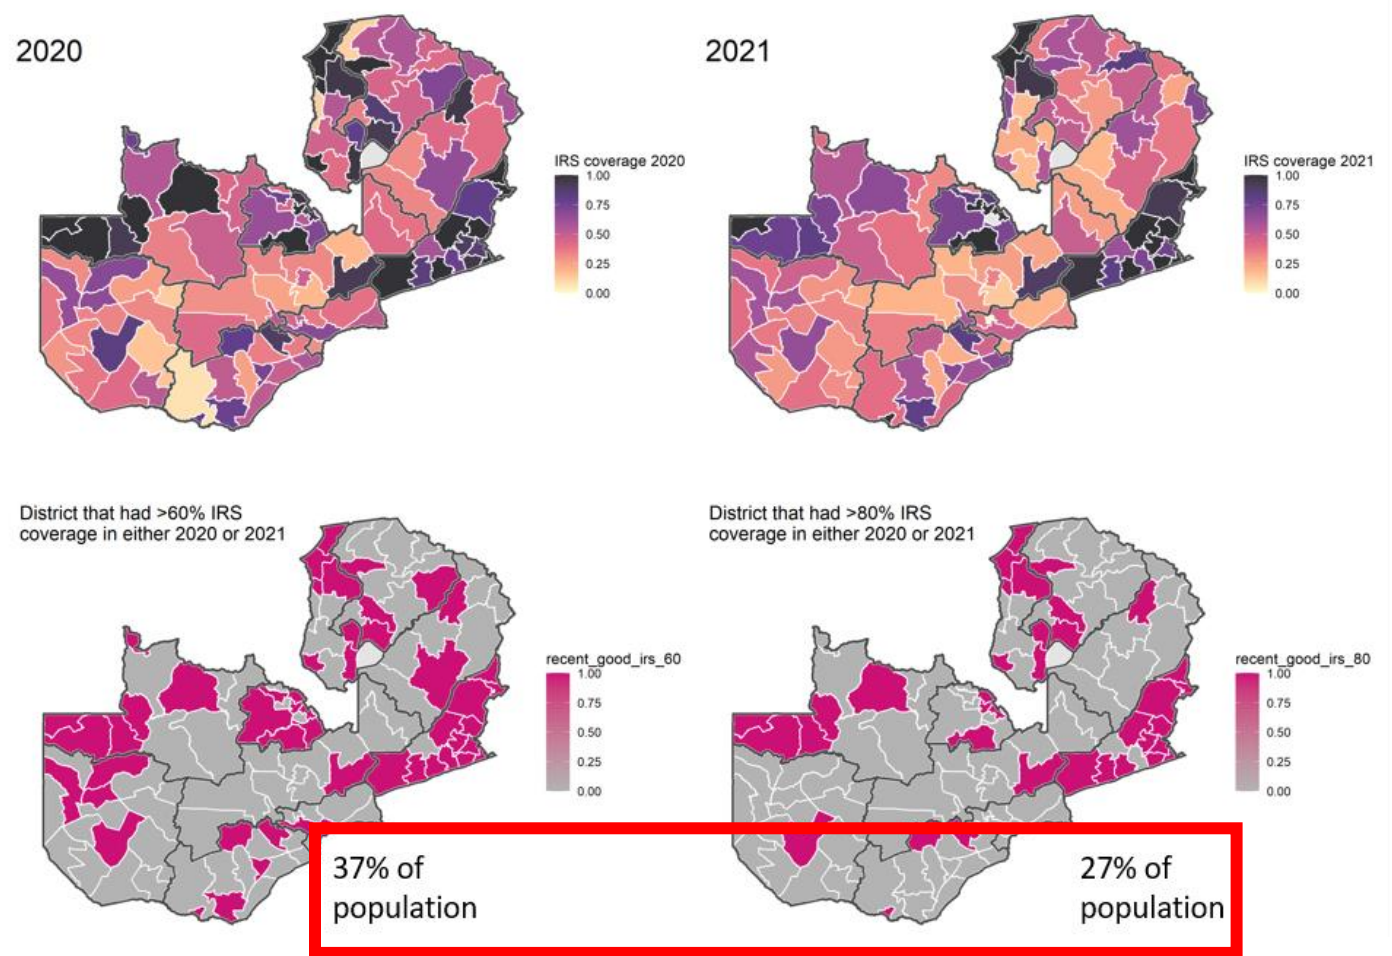 2020
IRS coverage 2020
1.00
0.75
0.50
0.25
0.00
2021
IRS coverage 2021
1.00
0.75
0.50
0.25
0.00
District that had >60% IRS
coverage in either 2020 or 2021
recent_good_irs_60
1.00
0.75
0.50
0.25
0.00
37% of
population
District that had >80% IRS
coverage in either 2020 or 2021
recent_good_irs_80
1.00
0.75
0.50
0.25
0.00
27% of
population